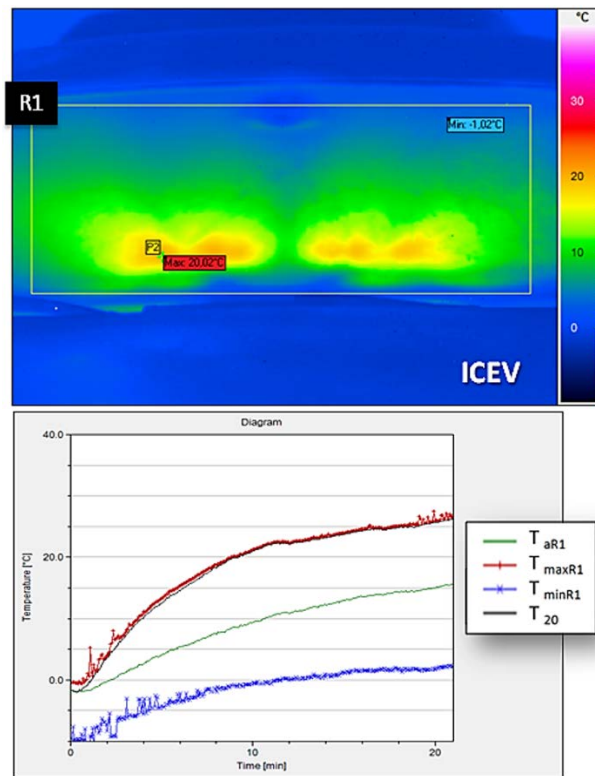 °C
R1
Min: -1,02°C
30
20
P2
Max: 20,02°C
10
0
ICEV
Diagram
40.0
Temperature [°C]
20.0
0.0
T aR1
T maxR1
T minR1
T 20
0
10
20
Time [min]